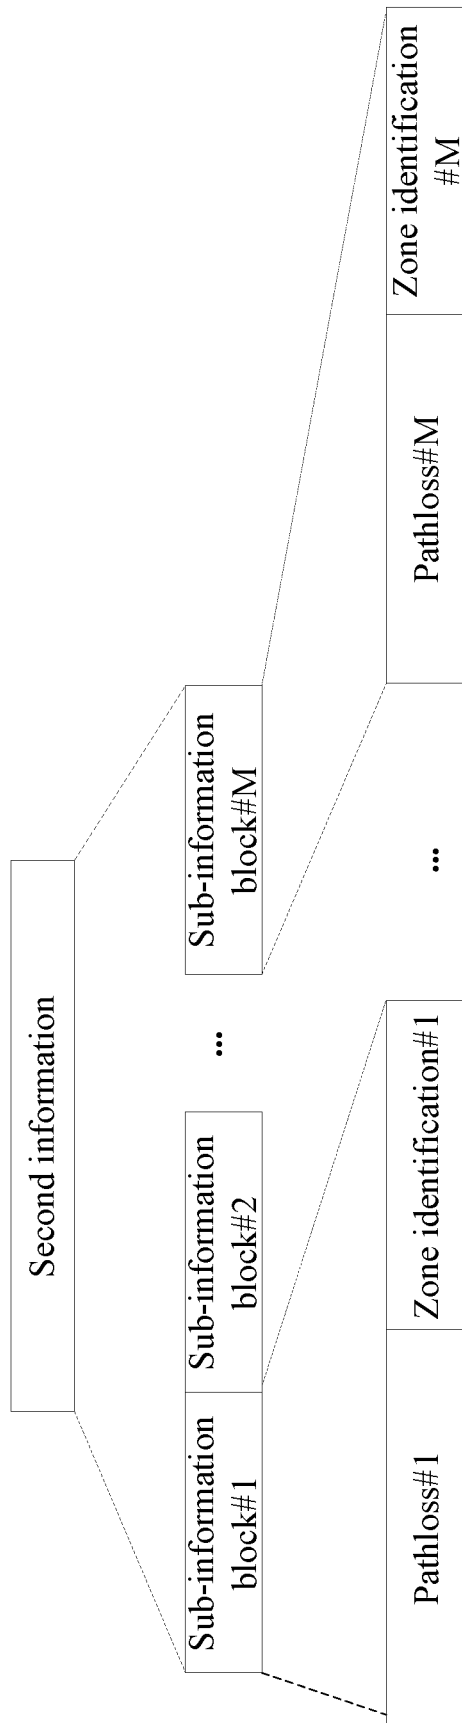 Second information
Sub-information
block#1
Sub-information
block#2
...
Sub-information
block#M
Pathloss#1
Zone identification#1
...
Pathloss#M
Zone identification
#M